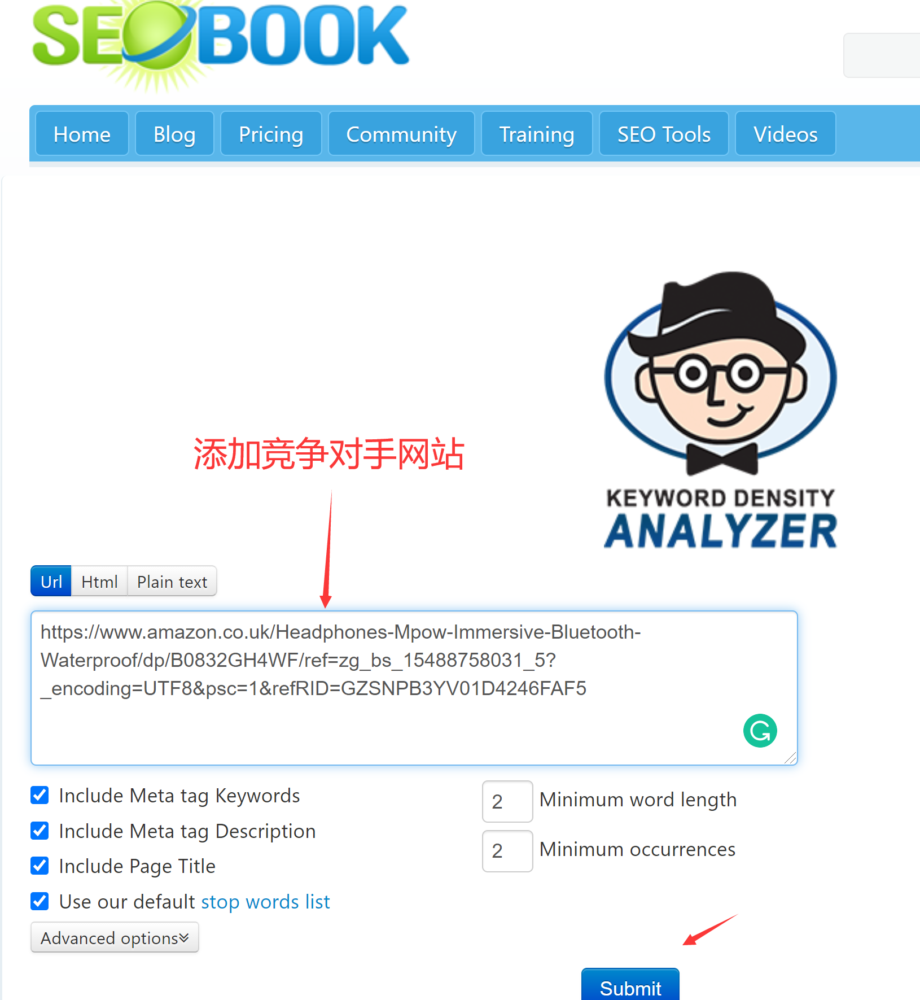 SEOBOOK
Home Blog Pricing Community Training SEO Tools Videos
添加竞争对手网站
KEYWORD DENSITY
ANALYZER
Url Html Plain text
https://www.amazon.co.uk/Headphones-Mpow-Immersive-Bluetooth-
Waterproof/dp/B0832GH4WF/ref=zg_bs_15488758031_5?
_encoding=UTF8&psc=1&refRID=GZSNPB3YV01D4246FAF5
Include Meta tag Keywords
2 Minimum word length
Include Meta tag Description
2 Minimum occurrences
Include Page Title
Use our default stop words list
Advanced options
Submit